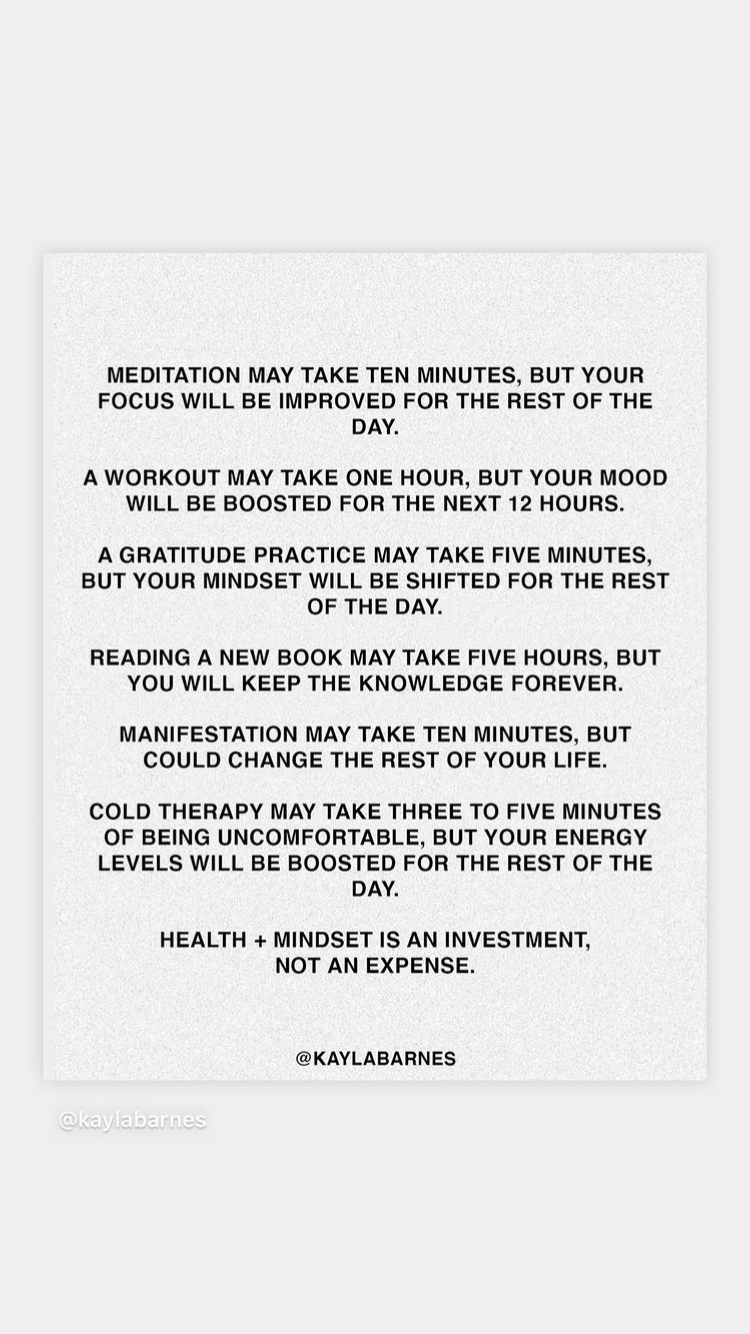 MEDITATION MAY TAKE TEN MINUTES, BUT YOUR
FOCUS WILL BE IMPROVED FOR THE REST OF THE
DAY.
A WORKOUT MAY TAKE ONE HOUR, BUT YOUR MOOD
WILL BE BOOSTED FOR THE NEXT 12 HOURS.
A GRATITUDE PRACTICE MAY TAKE FIVE MINUTES,
BUT YOUR MINDSET WILL BE SHIFTED FOR THE REST
OF THE DAY.
READING A NEW BOOK MAY TAKE FIVE HOURS, BUT
YOU WILL KEEP THE KNOWLEDGE FOREVER.
MANIFESTATION MAY TAKE TEN MINUTES, BUT
COULD CHANGE THE REST OF YOUR LIFE.
COLD THERAPY MAY TAKE THREE TO FIVE MINUTES
OF BEING UNCOMFORTABLE, BUT YOUR ENERGY
LEVELS WILL BE BOOSTED FOR THE REST OF THE
DAY.
HEALTH + MINDSET IS AN INVESTMENT,
NOT AN EXPENSE.
@KAYLABARNES
@kaylabarnes